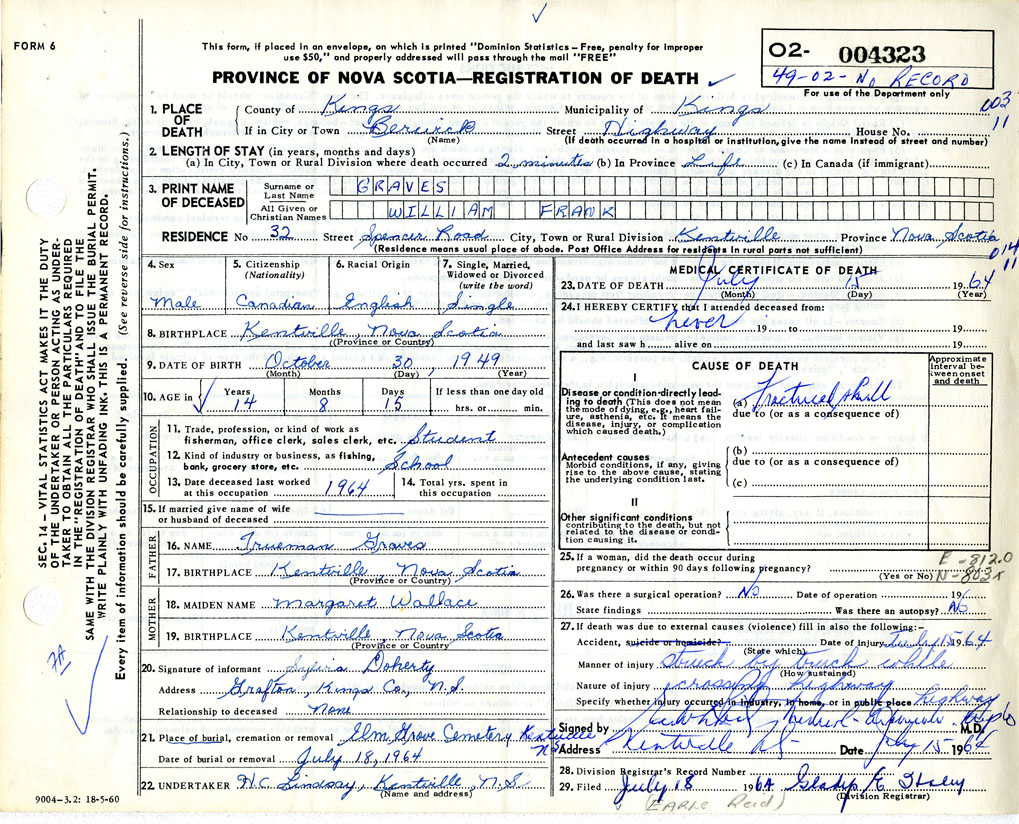 FORM 6
This form, if placed in an envelope, on which is printed "Dominion Statistics – Free, penalty for improper
use $50," and properly addressed will pass through the mail "FREE"
PROVINCE OF NOVA SCOTIA—REGISTRATION OF DEATH
O2- 004323
49-02- No RECORD
For use of the Department only
003
11
1. PLACE OF DEATH
County of Kings Municipality of Kings
If in City or Town Berwick Street Highway House No.
(Name) (If death occurred in a hospital or institution, give name instead of street and number)
2. LENGTH OF STAY (in years, months and days)
(a) In City, Town or Rural Division where death occurred 2 minutes (b) In Province Life (c) In Canada (if immigrant)
3. PRINT NAME OF DECEASED
Surname or Last Name GRAVES
All Given or Christian Names WILLIAM FRANK
RESIDENCE No 32 Street Spencer Road City, Town or Rural Division Kentville Province Nova Scotia
(Residence means usual place of abode. Post Office Address for residents in rural parts not sufficient)
014
11
4. Sex Male
5. Citizenship (Nationality) Canadian
6. Racial Origin English
7. Single, Married, Widowed or Divorced (write the word) Single
8. BIRTHPLACE Kentville, Nova Scotia
(Province or Country)
9. DATE OF BIRTH October 30, 1949
(Month) (Day) (Year)
10. AGE in Years 14 Months 8 Days 15 If less than one day old hrs. or min.
OCCUPATION
11. Trade, profession, or kind of work as fisherman, office clerk, sales clerk, etc. Student
12. Kind of industry or business, as fishing, bank, grocery store, etc. School
13. Date deceased last worked at this occupation 1964
14. Total yrs. spent in this occupation
15. If married give name of wife or husband of deceased
FATHER
16. NAME Trueman Graves
17. BIRTHPLACE Kentville, Nova Scotia
(Province or Country)
MOTHER
18. MAIDEN NAME Margaret Wallace
19. BIRTHPLACE Kentville, Nova Scotia
(Province or Country)
20. Signature of informant Sylvia Doherty
Address Grafton, Kings Co., N.S.
Relationship to deceased None
21. Place of burial, cremation or removal Elm Grove Cemetery Kentville N.S.
Date of burial or removal July 18, 1964
22. UNDERTAKER H.C. Lindsay, Kentville, N.S.
(Name and address)
9004-3.2: 18-5-60
MEDICAL CERTIFICATE OF DEATH
23. DATE OF DEATH July 15 1964
(Month) (Day) (Year)
24. I HEREBY CERTIFY that I attended deceased from:
never 19 to 19
and last saw h alive on 19
CAUSE OF DEATH
Approximate Interval between onset and death
I
Disease or condition directly leading to death (This does not mean the mode of dying, e.g., heart failure, asthenia, etc. It means the disease, injury, or complication which caused death.)
(a) Fractured skull
due to (or as a consequence of)
Antecedent causes
Morbid conditions, if any, giving rise to the above cause, stating the underlying condition last.
(b)
due to (or as a consequence of)
(c)
II
Other significant conditions
contributing to the death, but not related to the disease or condition causing it.
25. If a woman, did the death occur during
pregnancy or within 90 days following pregnancy?
(Yes or No)
E-812.0
N-803x
26. Was there a surgical operation? No Date of operation 19
State findings Was there an autopsy? No
27. If death was due to external causes (violence) fill in also the following:–
Accident, suicide or homicide? Date of injury July 15 1964
(State which)
Manner of injury struck by truck while
(How sustained)
Nature of injury crossing highway
Specify whether injury occurred in industry, in home, or in public place highway
Signed by M.D.
Address Kentville NS Date July 15 1964
28. Division Registrar's Record Number
29. Filed July 18 1964
(Division Registrar)
(EARLE Reid)
SEC. 14 – VITAL STATISTICS ACT MAKES IT THE DUTY
OF THE UNDERTAKER OR PERSON ACTING AS UNDERTAKER
TO OBTAIN ALL THE PARTICULARS REQUIRED
IN THE "REGISTRATION OF DEATH" AND TO FILE THE
SAME WITH THE DIVISION REGISTRAR WHO SHALL ISSUE THE BURIAL PERMIT.
WRITE PLAINLY WITH UNFADING INK. THIS IS A PERMANENT RECORD.
Every item of information should be carefully supplied. (See reverse side for instructions.)